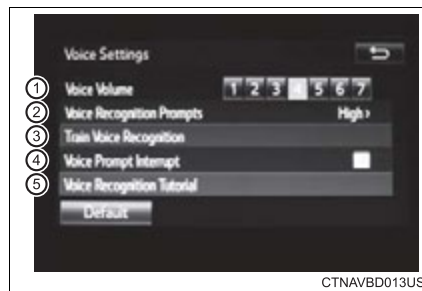 Voice Settings
1 Voice Volume 1 2 3 4 5 6 7
2 Voice Recognition Prompts High >
3 Train Voice Recognition
4 Voice Prompt Interrupt
5 Voice Recognition Tutorial
Default
CTNAVBD013US